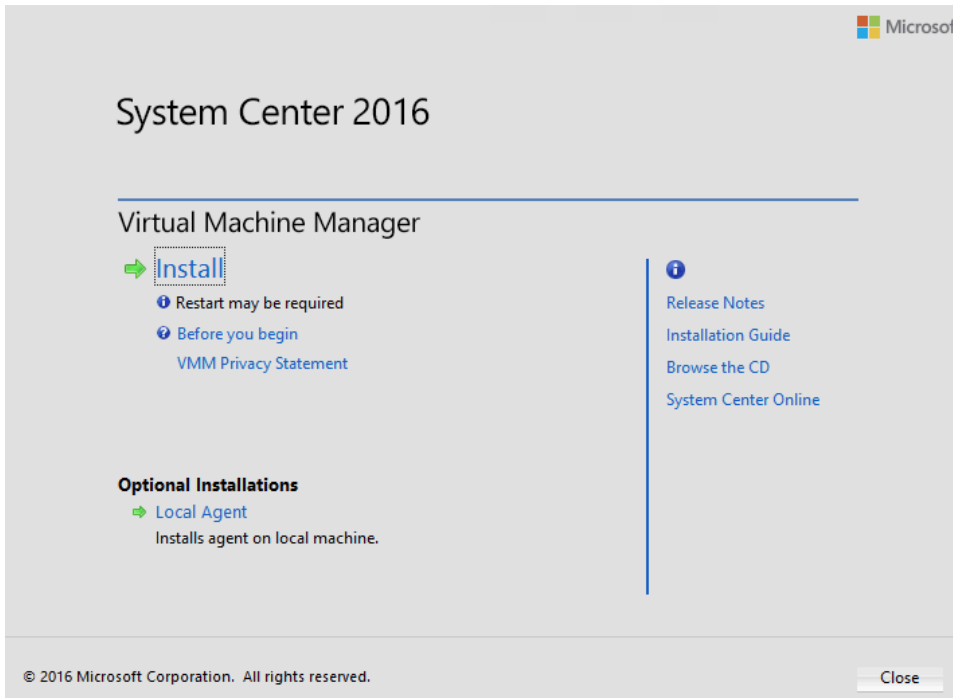 Microsof
System Center 2016
Virtual Machine Manager
Install
Restart may be required
Before you begin
VMM Privacy Statement
Release Notes
Installation Guide
Browse the CD
System Center Online
Optional Installations
Local Agent
Installs agent on local machine.
© 2016 Microsoft Corporation. All rights reserved.
Close